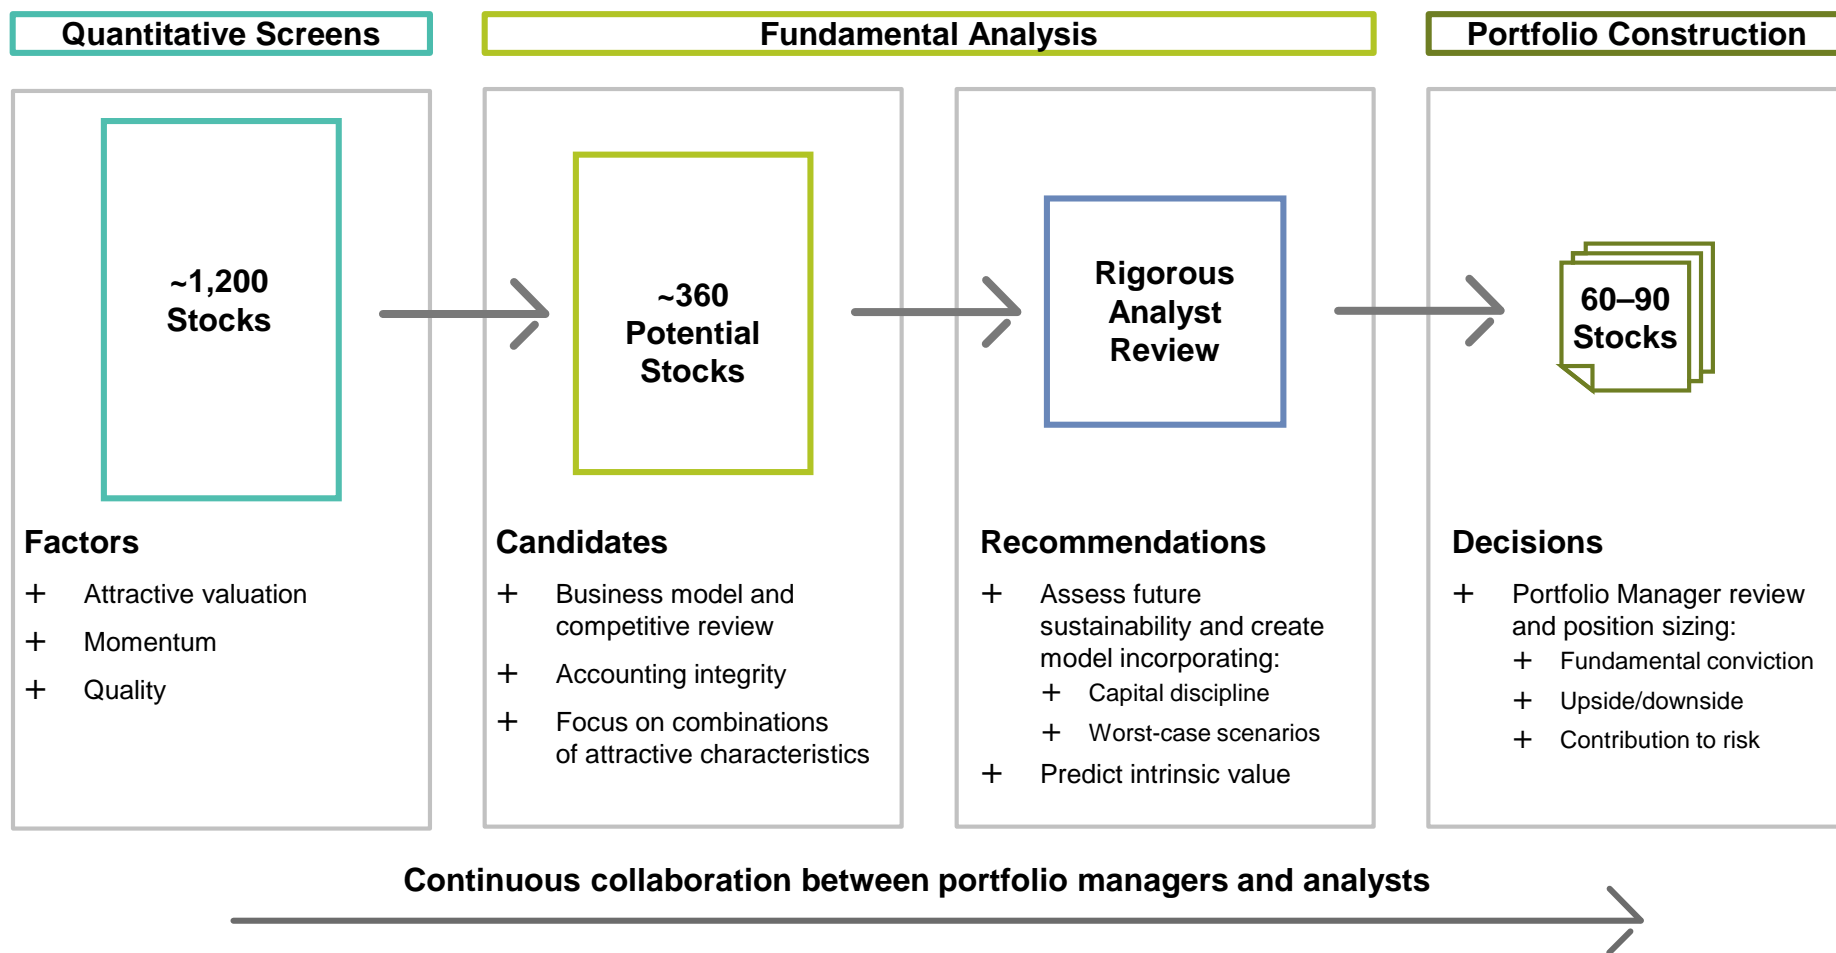 Quantitative Screens
Fundamental Analysis
Portfolio Construction
~1,200
Stocks
Factors
+ Attractive valuation
+ Momentum
+ Quality
~360
Potential
Stocks
Candidates
+ Business model and
competitive review
+ Accounting integrity
+ Focus on combinations
of attractive characteristics
Rigorous
Analyst
Review
Recommendations
+ Assess future
sustainability and create
model incorporating:
+ Capital discipline
+ Worst-case scenarios
+ Predict intrinsic value
60–90
Stocks
Decisions
+ Portfolio Manager review
and position sizing:
+ Fundamental conviction
+ Upside/downside
+ Contribution to risk
Continuous collaboration between portfolio managers and analysts